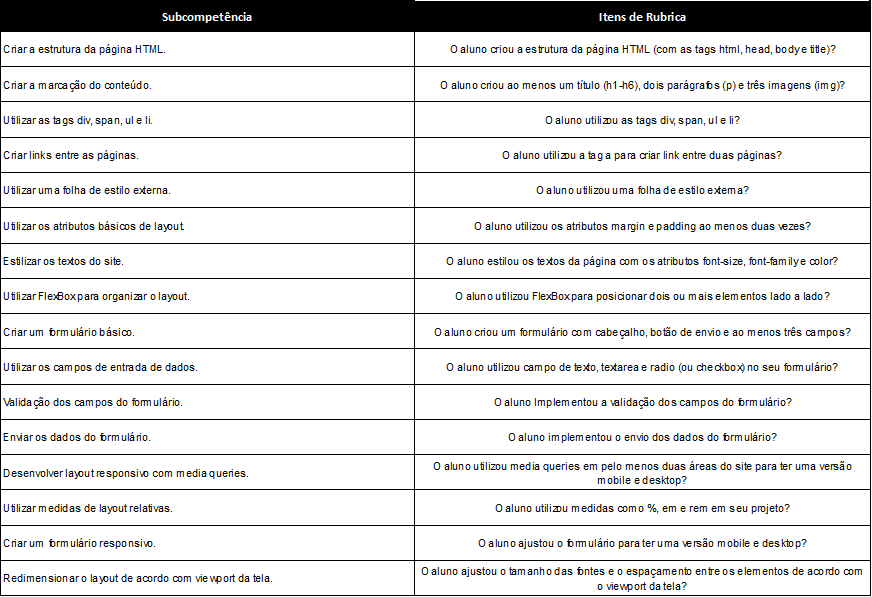 Subcompetência
Itens de Rubrica
Criar a estrutura da página HTML.
O aluno criou a estrutura da página HTML (com as tags html, head, body e title)?
Criar a marcação do conteúdo.
O aluno criou ao menos um título (h1-h6), dois parágrafos (p) e três imagens (img)?
Utilizar as tags div, span, ul e li.
O aluno utilizou as tags div, span, ul e li?
Criar links entre as páginas.
O aluno utilizou a tag a para criar link entre duas páginas?
Utilizar uma folha de estilo externa.
O aluno utilizou uma folha de estilo externa?
Utilizar os atributos básicos de layout.
O aluno utilizou os atributos margin e padding ao menos duas vezes?
Estilizar os textos do site.
O aluno estilou os textos da página com os atributos font-size, font-family e color?
Utilizar FlexBox para organizar o layout.
O aluno utilizou FlexBox para posicionar dois ou mais elementos lado a lado?
Criar um formulário básico.
O aluno criou um formulário com cabeçalho, botão de envio e ao menos três campos?
Utilizar os campos de entrada de dados.
O aluno utilizou campo de texto, textarea e radio (ou checkbox) no seu formulário?
Validação dos campos do formulário.
O aluno Implementou a validação dos campos do formulário?
Enviar os dados do formulário.
O aluno implementou o envio dos dados do formulário?
Desenvolver layout responsivo com media queries.
O aluno utilizou media queries em pelo menos duas áreas do site para ter uma versão
mobile e desktop?
Utilizar medidas de layout relativas.
O aluno utilizou medidas como %, em e rem em seu projeto?
Criar um formulário responsivo.
O aluno ajustou o formulário para ter uma versão mobile e desktop?
Redimensionar o layout de acordo com viewport da tela.
O aluno ajustou o tamanho das fontes e o espaçamento entre os elementos de acordo com
o viewport da tela?